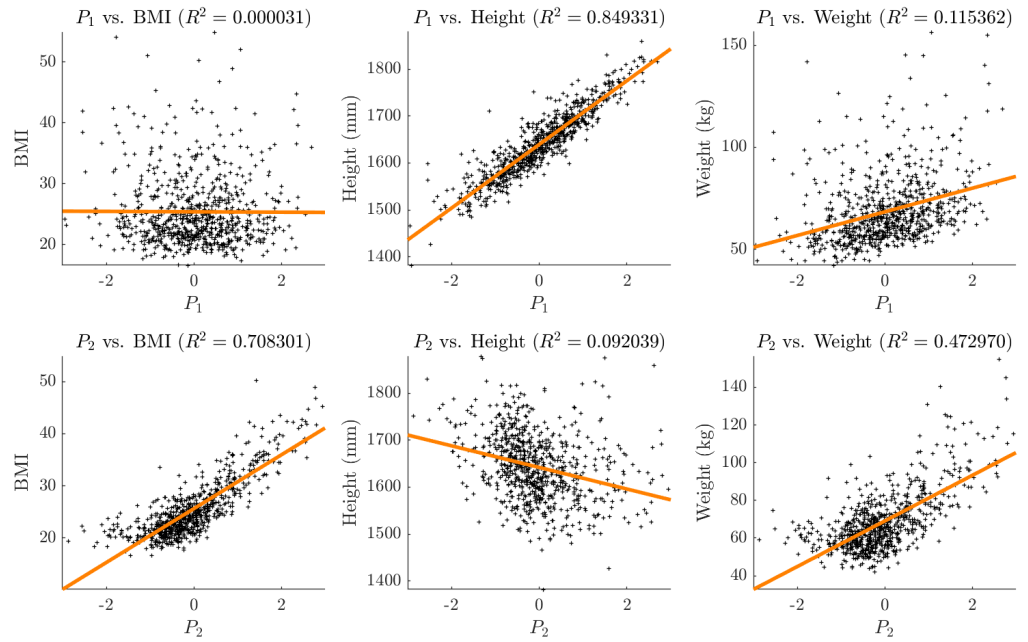 P₁ vs. BMI (R² = 0.000031)
50
40
30
20
BMI
-2 0 2
P₁
P₁ vs. Height (R² = 0.849331)
1800
1700
1600
1500
1400
Height (mm)
-2 0 2
P₁
P₁ vs. Weight (R² = 0.115362)
150
100
50
Weight (kg)
-2 0 2
P₁
P₂ vs. BMI (R² = 0.708301)
50
40
30
20
BMI
-2 0 2
P₂
P₂ vs. Height (R² = 0.092039)
1800
1700
1600
1500
1400
Height (mm)
-2 0 2
P₂
P₂ vs. Weight (R² = 0.472970)
140
120
100
80
60
40
Weight (kg)
-2 0 2
P₂